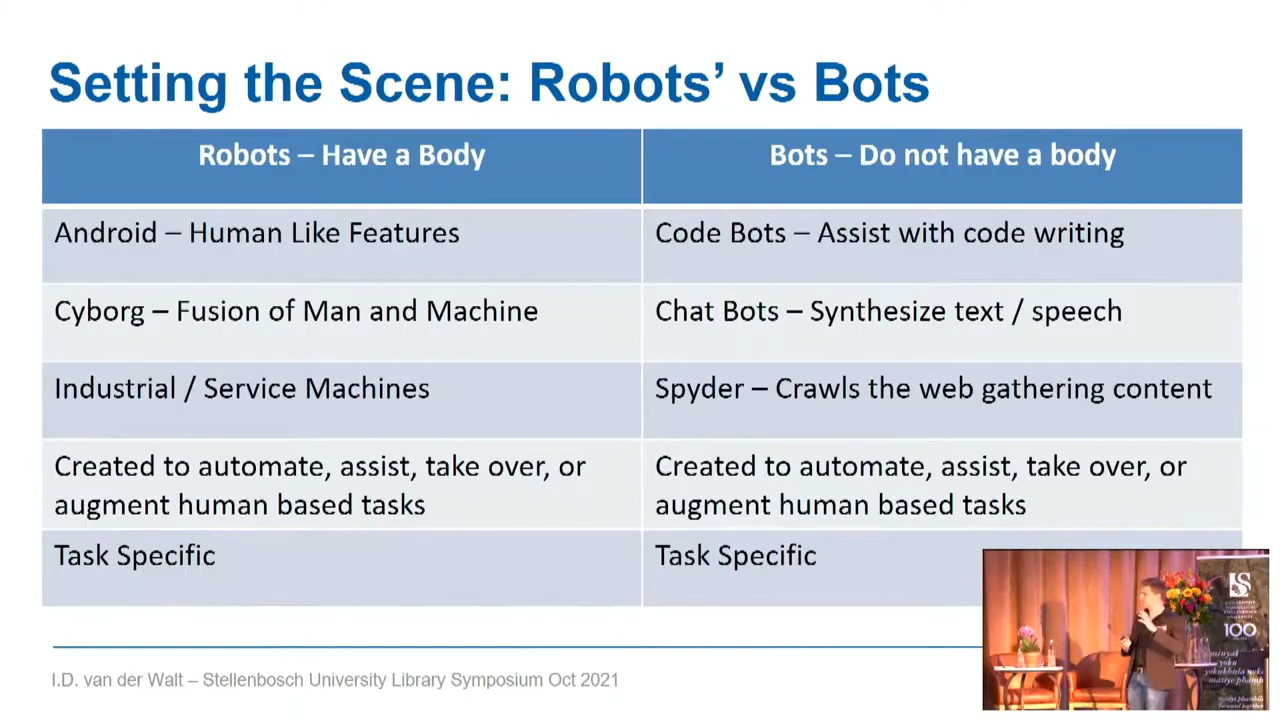 Setting the Scene: Robots’ vs Bots
Robots – Have a Body
Bots – Do not have a body
Android – Human Like Features
Code Bots – Assist with code writing
Cyborg – Fusion of Man and Machine
Chat Bots – Synthesize text / speech
Industrial / Service Machines
Spyder – Crawls the web gathering content
Created to automate, assist, take over, or
augment human based tasks
Created to automate, assist, take over, or
augment human based tasks
Task Specific
Task Specific
I.D. van der Walt – Stellenbosch University Library Symposium Oct 2021
100